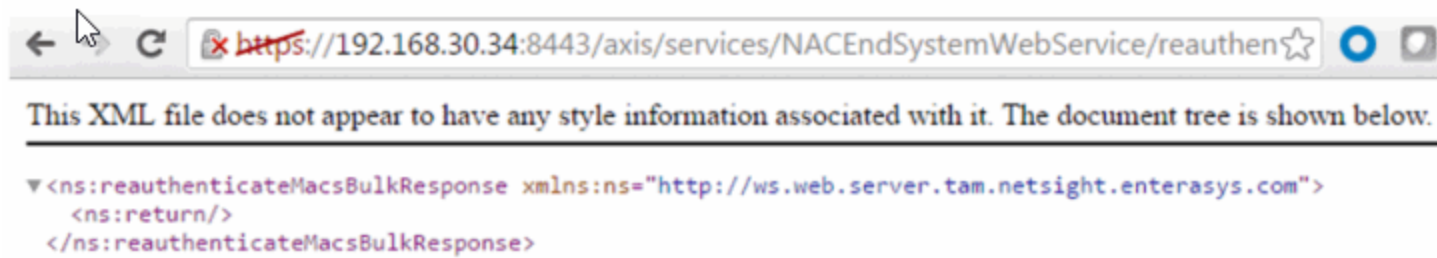 https://192.168.30.34:8443/axis/services/NACEndSystemWebService/reauthen
This XML file does not appear to have any style information associated with it. The document tree is shown below.
▼<ns:reauthenticateMacsBulkResponse xmlns:ns="http://ws.web.server.tam.netsight.enterasys.com">
<ns:return/>
</ns:reauthenticateMacsBulkResponse>